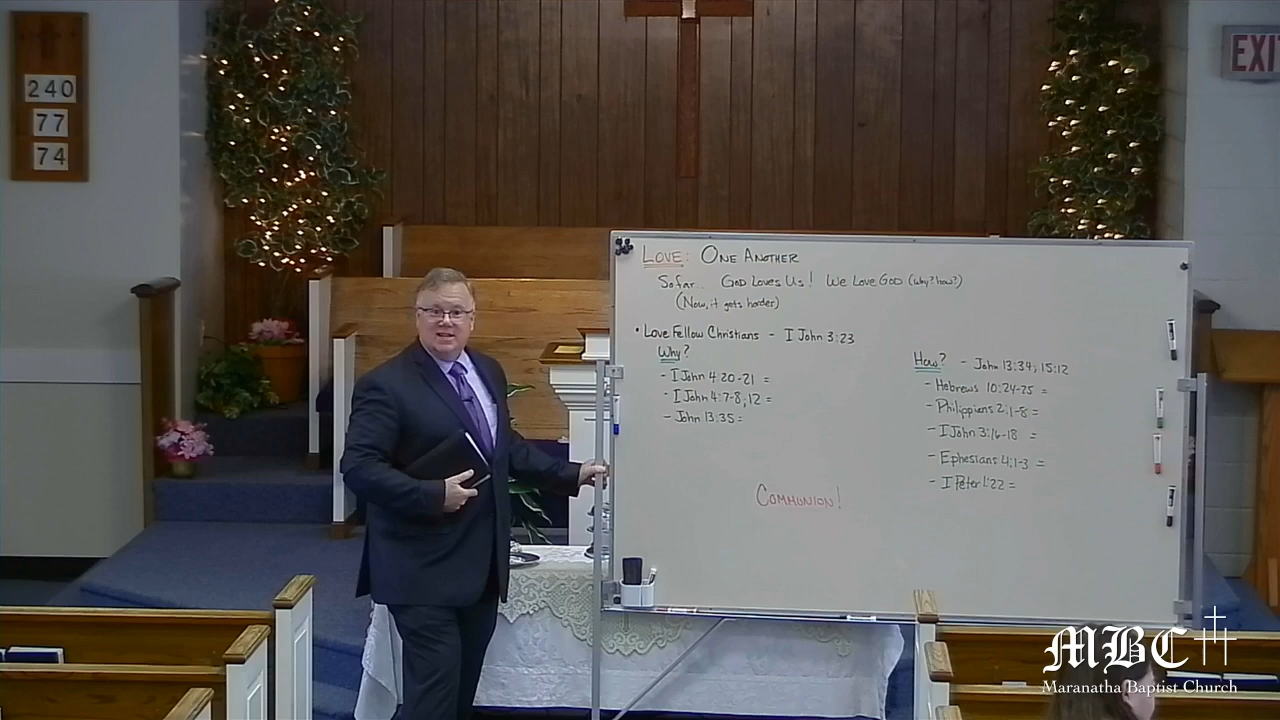 240
77
74
EXI
LOVE: ONE ANOTHER
So far... GOD LOVES US! WE LOVE GOD (why? how?)
(Now, it gets harder)
• Love Fellow Christians - I John 3:23
Why?
- I John 4:20-21 =
- I John 4:7-8, 12 =
- John 13:35 =
How? - John 13:34; 15:12
- Hebrews 10:24-25 =
- Philippians 2:1-8 =
- I John 3:16-18 =
- Ephesians 4:1-3 =
- I Peter 1:22 =
COMMUNION!
MBC
Maranatha Baptist Church